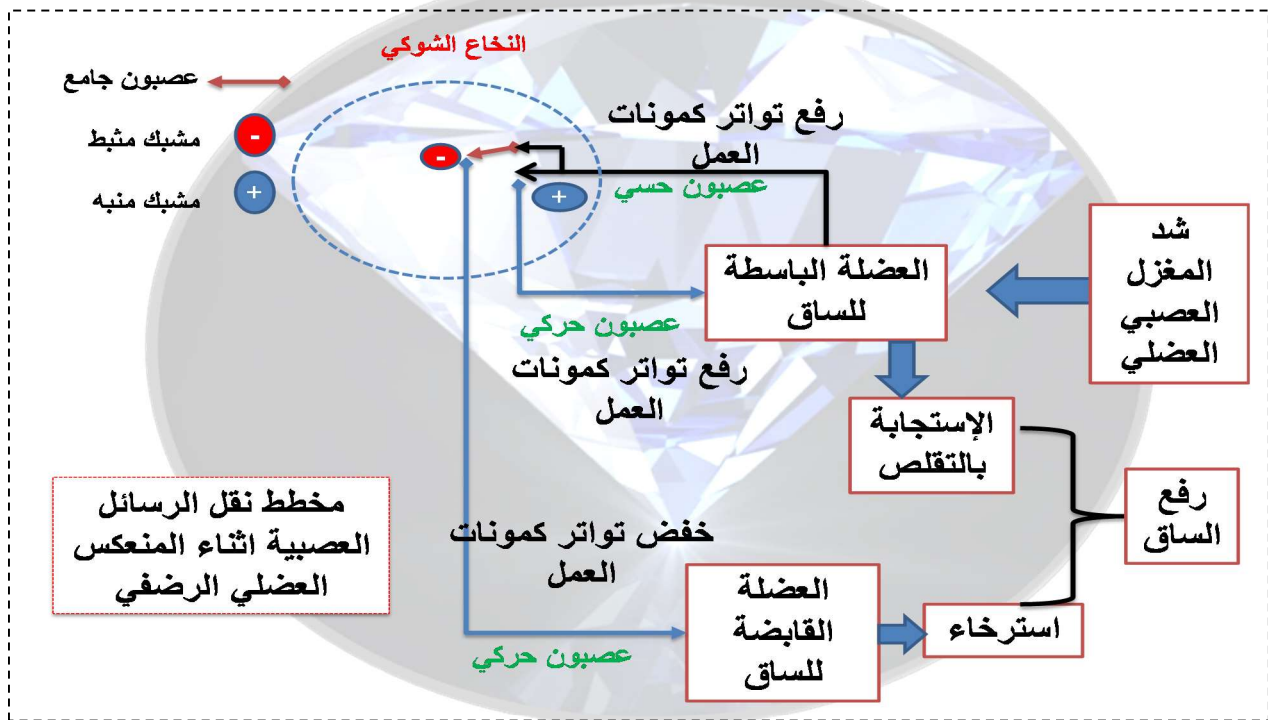 النخاع الشوكي
عصبون جامع
مشبك مثبط
-
مشبك منبه
+
-
+
رفع تواتر كمونات
العمل
عصبون حسي
شد
المغزل
العصبي
العضلي
العضلة الباسطة
للساق
عصبون حركي
رفع تواتر كمونات
العمل
الإستجابة
بالتقلص
رفع
الساق
مخطط نقل الرسائل
العصبية اثناء المنعكس
العضلي الرضفي
خفض تواتر كمونات
العمل
العضلة
القابضة
للساق
استرخاء
عصبون حركي